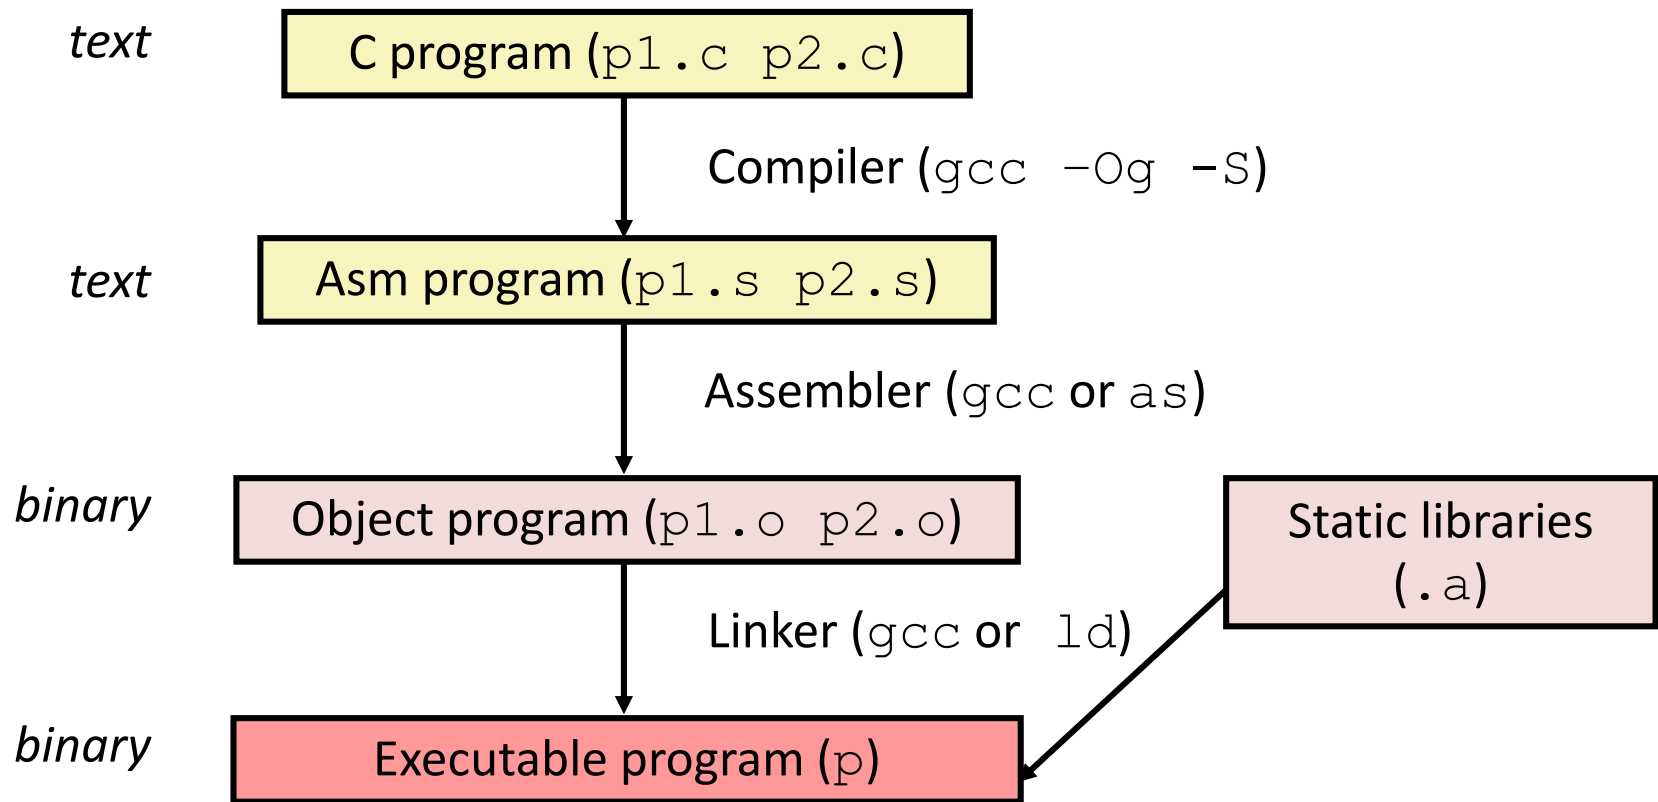 text
C program (p1.c p2.c)
Compiler (gcc –Og -S)
text
Asm program (p1.s p2.s)
Assembler (gcc or as)
binary
Object program (p1.o p2.o)
Static libraries
(.a)
Linker (gcc or ld)
binary
Executable program (p)